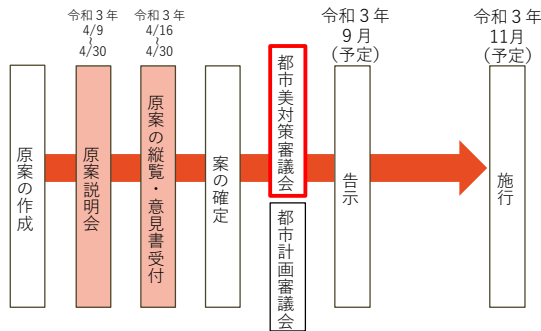 令和３年
4/9
~
4/30
令和３年
4/16
~
4/30
令和３年
９月
(予定)
令和３年
11月
(予定)
原案の作成
原案説明会
原案の縦覧・意見書受付
案の確定
都市美対策審議会
都市計画審議会
告示
施行